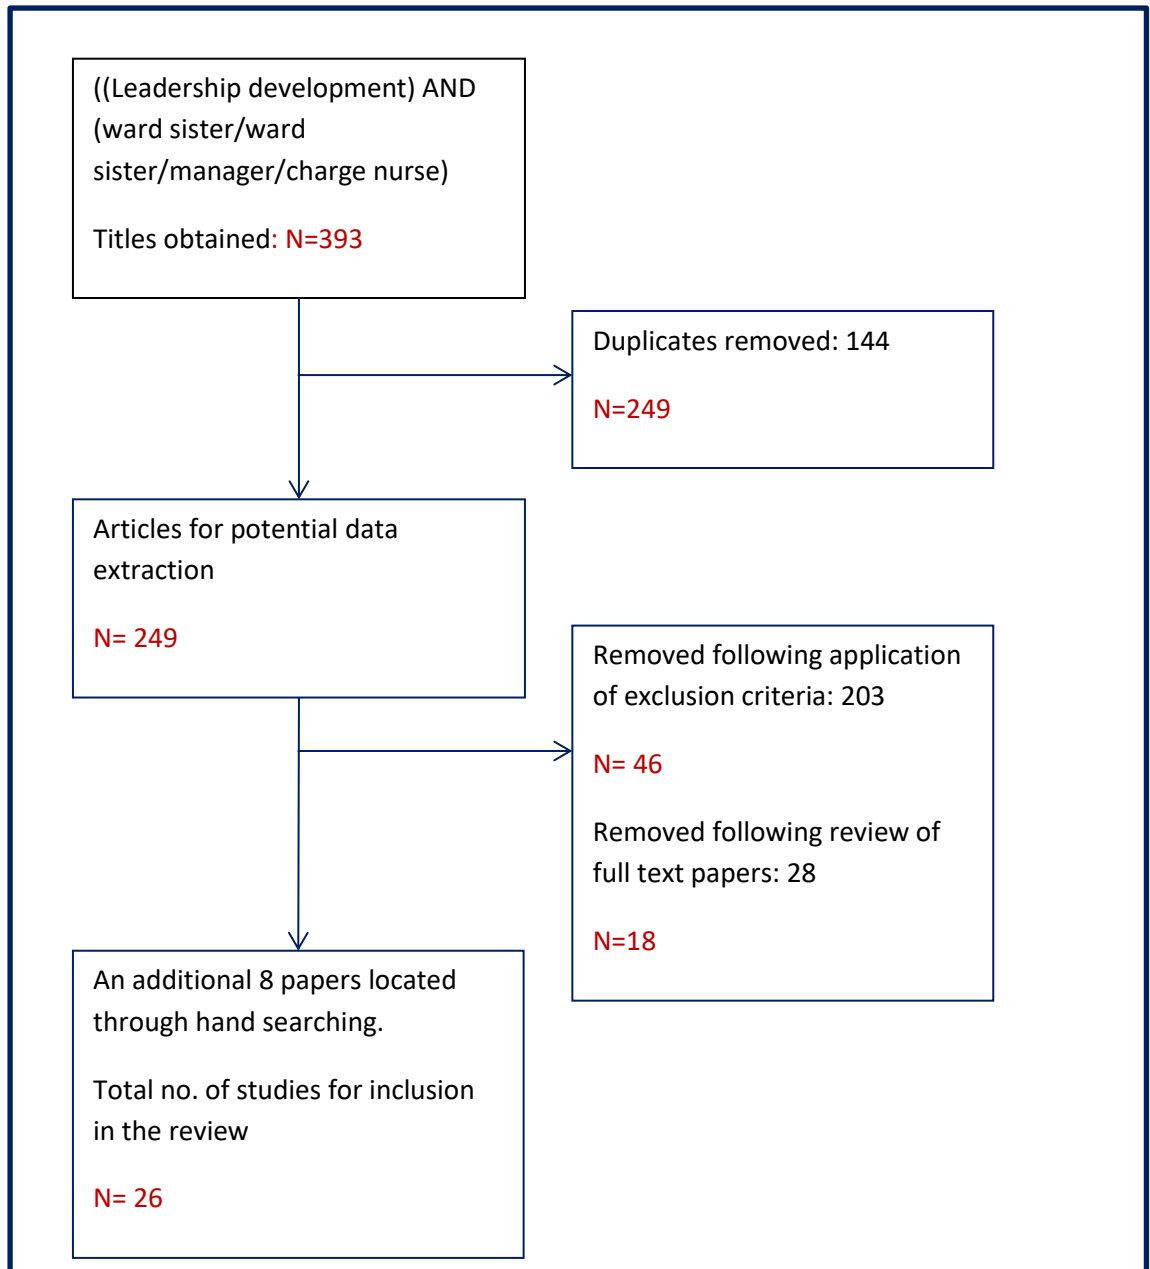 ((Leadership development) AND
(ward sister/ward
sister/manager/charge nurse)
Titles obtained: N=393
Duplicates removed: 144
N=249
Articles for potential data
extraction
N= 249
Removed following application
of exclusion criteria: 203
N= 46
Removed following review of
full text papers: 28
N=18
An additional 8 papers located
through hand searching.
Total no. of studies for inclusion
in the review
N= 26